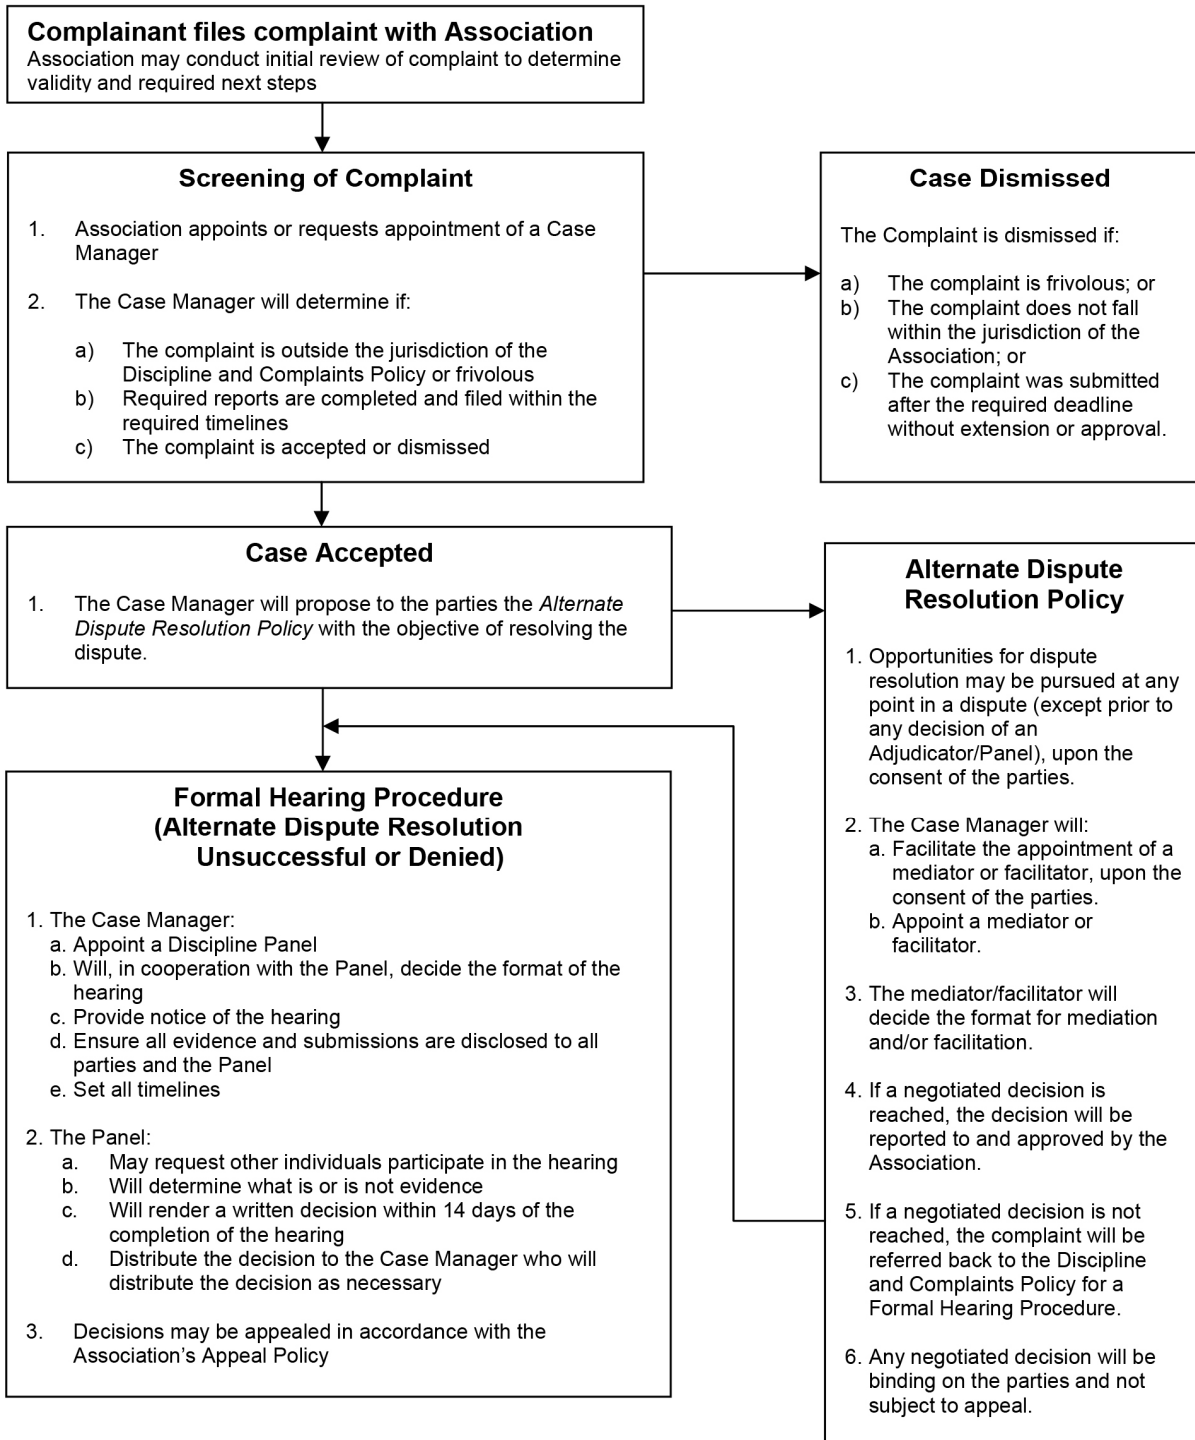 Complainant files complaint with Association
Association may conduct initial review of complaint to determine
validity and required next steps
Screening of Complaint
1. Association appoints or requests appointment of a Case
Manager
2. The Case Manager will determine if:
a) The complaint is outside the jurisdiction of the
Discipline and Complaints Policy or frivolous
b) Required reports are completed and filed within the
required timelines
c) The complaint is accepted or dismissed
Case Dismissed
The Complaint is dismissed if:
a) The complaint is frivolous; or
b) The complaint does not fall
within the jurisdiction of the
Association; or
c) The complaint was submitted
after the required deadline
without extension or approval.
Case Accepted
1. The Case Manager will propose to the parties the Alternate
Dispute Resolution Policy with the objective of resolving the
dispute.
Alternate Dispute
Resolution Policy
1. Opportunities for dispute
resolution may be pursued at any
point in a dispute (except prior to
any decision of an
Adjudicator/Panel), upon the
consent of the parties.
2. The Case Manager will:
a. Facilitate the appointment of a
mediator or facilitator, upon the
consent of the parties.
b. Appoint a mediator or
facilitator.
3. The mediator/facilitator will
decide the format for mediation
and/or facilitation.
4. If a negotiated decision is
reached, the decision will be
reported to and approved by the
Association.
5. If a negotiated decision is not
reached, the complaint will be
referred back to the Discipline
and Complaints Policy for a
Formal Hearing Procedure.
6. Any negotiated decision will be
binding on the parties and not
subject to appeal.
Formal Hearing Procedure
(Alternate Dispute Resolution
Unsuccessful or Denied)
1. The Case Manager:
a. Appoint a Discipline Panel
b. Will, in cooperation with the Panel, decide the format of the
hearing
c. Provide notice of the hearing
d. Ensure all evidence and submissions are disclosed to all
parties and the Panel
e. Set all timelines
2. The Panel:
a. May request other individuals participate in the hearing
b. Will determine what is or is not evidence
c. Will render a written decision within 14 days of the
completion of the hearing
d. Distribute the decision to the Case Manager who will
distribute the decision as necessary
3. Decisions may be appealed in accordance with the
Association’s Appeal Policy